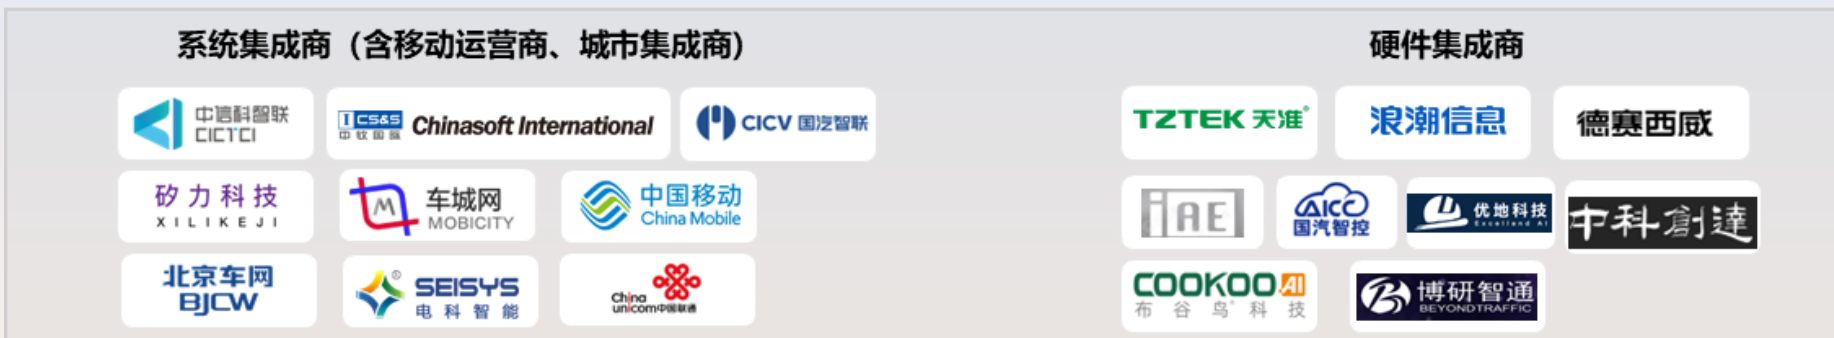 系统集成商（含移动运营商、城市集成商）
中信科智联
CICTCI
CS&S
中软国际
Chinasoft International
CICV 国汽智联
矽力科技
XILIKEJI
车城网
MOBICITY
中国移动
China Mobile
北京车网
BJCW
SEISYS
电科智能
China
unicom中国联通
硬件集成商
TZTEK 天准
浪潮信息
德赛西威
iAE
AICC
国汽智控
优地科技
Excelland AI
中科創達
COOKOO.AI
布谷鸟科技
博研智通
BEYONDTRAFFIC